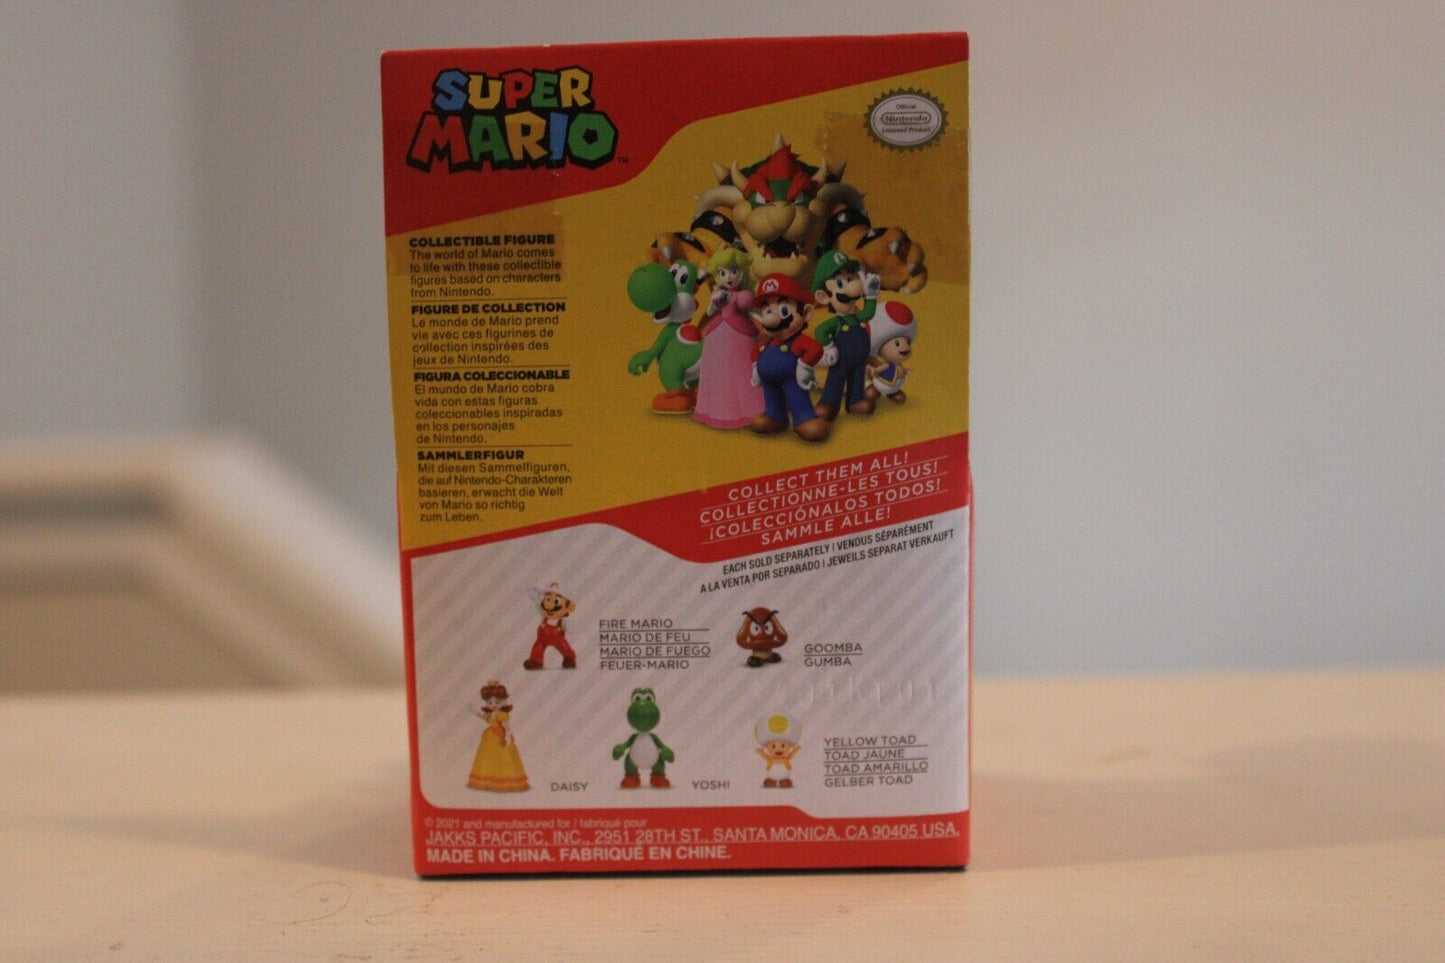 SUPER
MARIO™
Official
Nintendo
Licensed Product
COLLECTIBLE FIGURE
The world of Mario comes
to life with these collectible
figures based on characters
from Nintendo.
FIGURE DE COLLECTION
Le monde de Mario prend
vie avec ces figurines de
collection inspirées des
jeux de Nintendo.
FIGURA COLECCIONABLE
El mundo de Mario cobra
vida con estas figuras
coleccionables inspiradas
en los personajes
de Nintendo.
SAMMLERFIGUR
Mit diesen Sammelfiguren,
die auf Nintendo-Charakteren
basieren, erwacht die Welt
von Mario so richtig
zum Leben.
COLLECT THEM ALL!
COLLECTIONNE-LES TOUS!
¡COLECCIÓNALOS TODOS!
SAMMLE ALLE!
EACH SOLD SEPARATELY | VENDUS SÉPARÉMENT
A LA VENTA POR SEPARADO | JEWEILS SEPARAT VERKAUFT
FIRE MARIO
MARIO DE FEU
MARIO DE FUEGO
FEUER-MARIO
GOOMBA
GUMBA
DAISY
YOSHI
YELLOW TOAD
TOAD JAUNE
TOAD AMARILLO
GELBER TOAD
© 2021 and manufactured for / fabriqué pour
JAKKS PACIFIC, INC., 2951 28TH ST., SANTA MONICA, CA 90405 USA.
MADE IN CHINA. FABRIQUÉ EN CHINE.